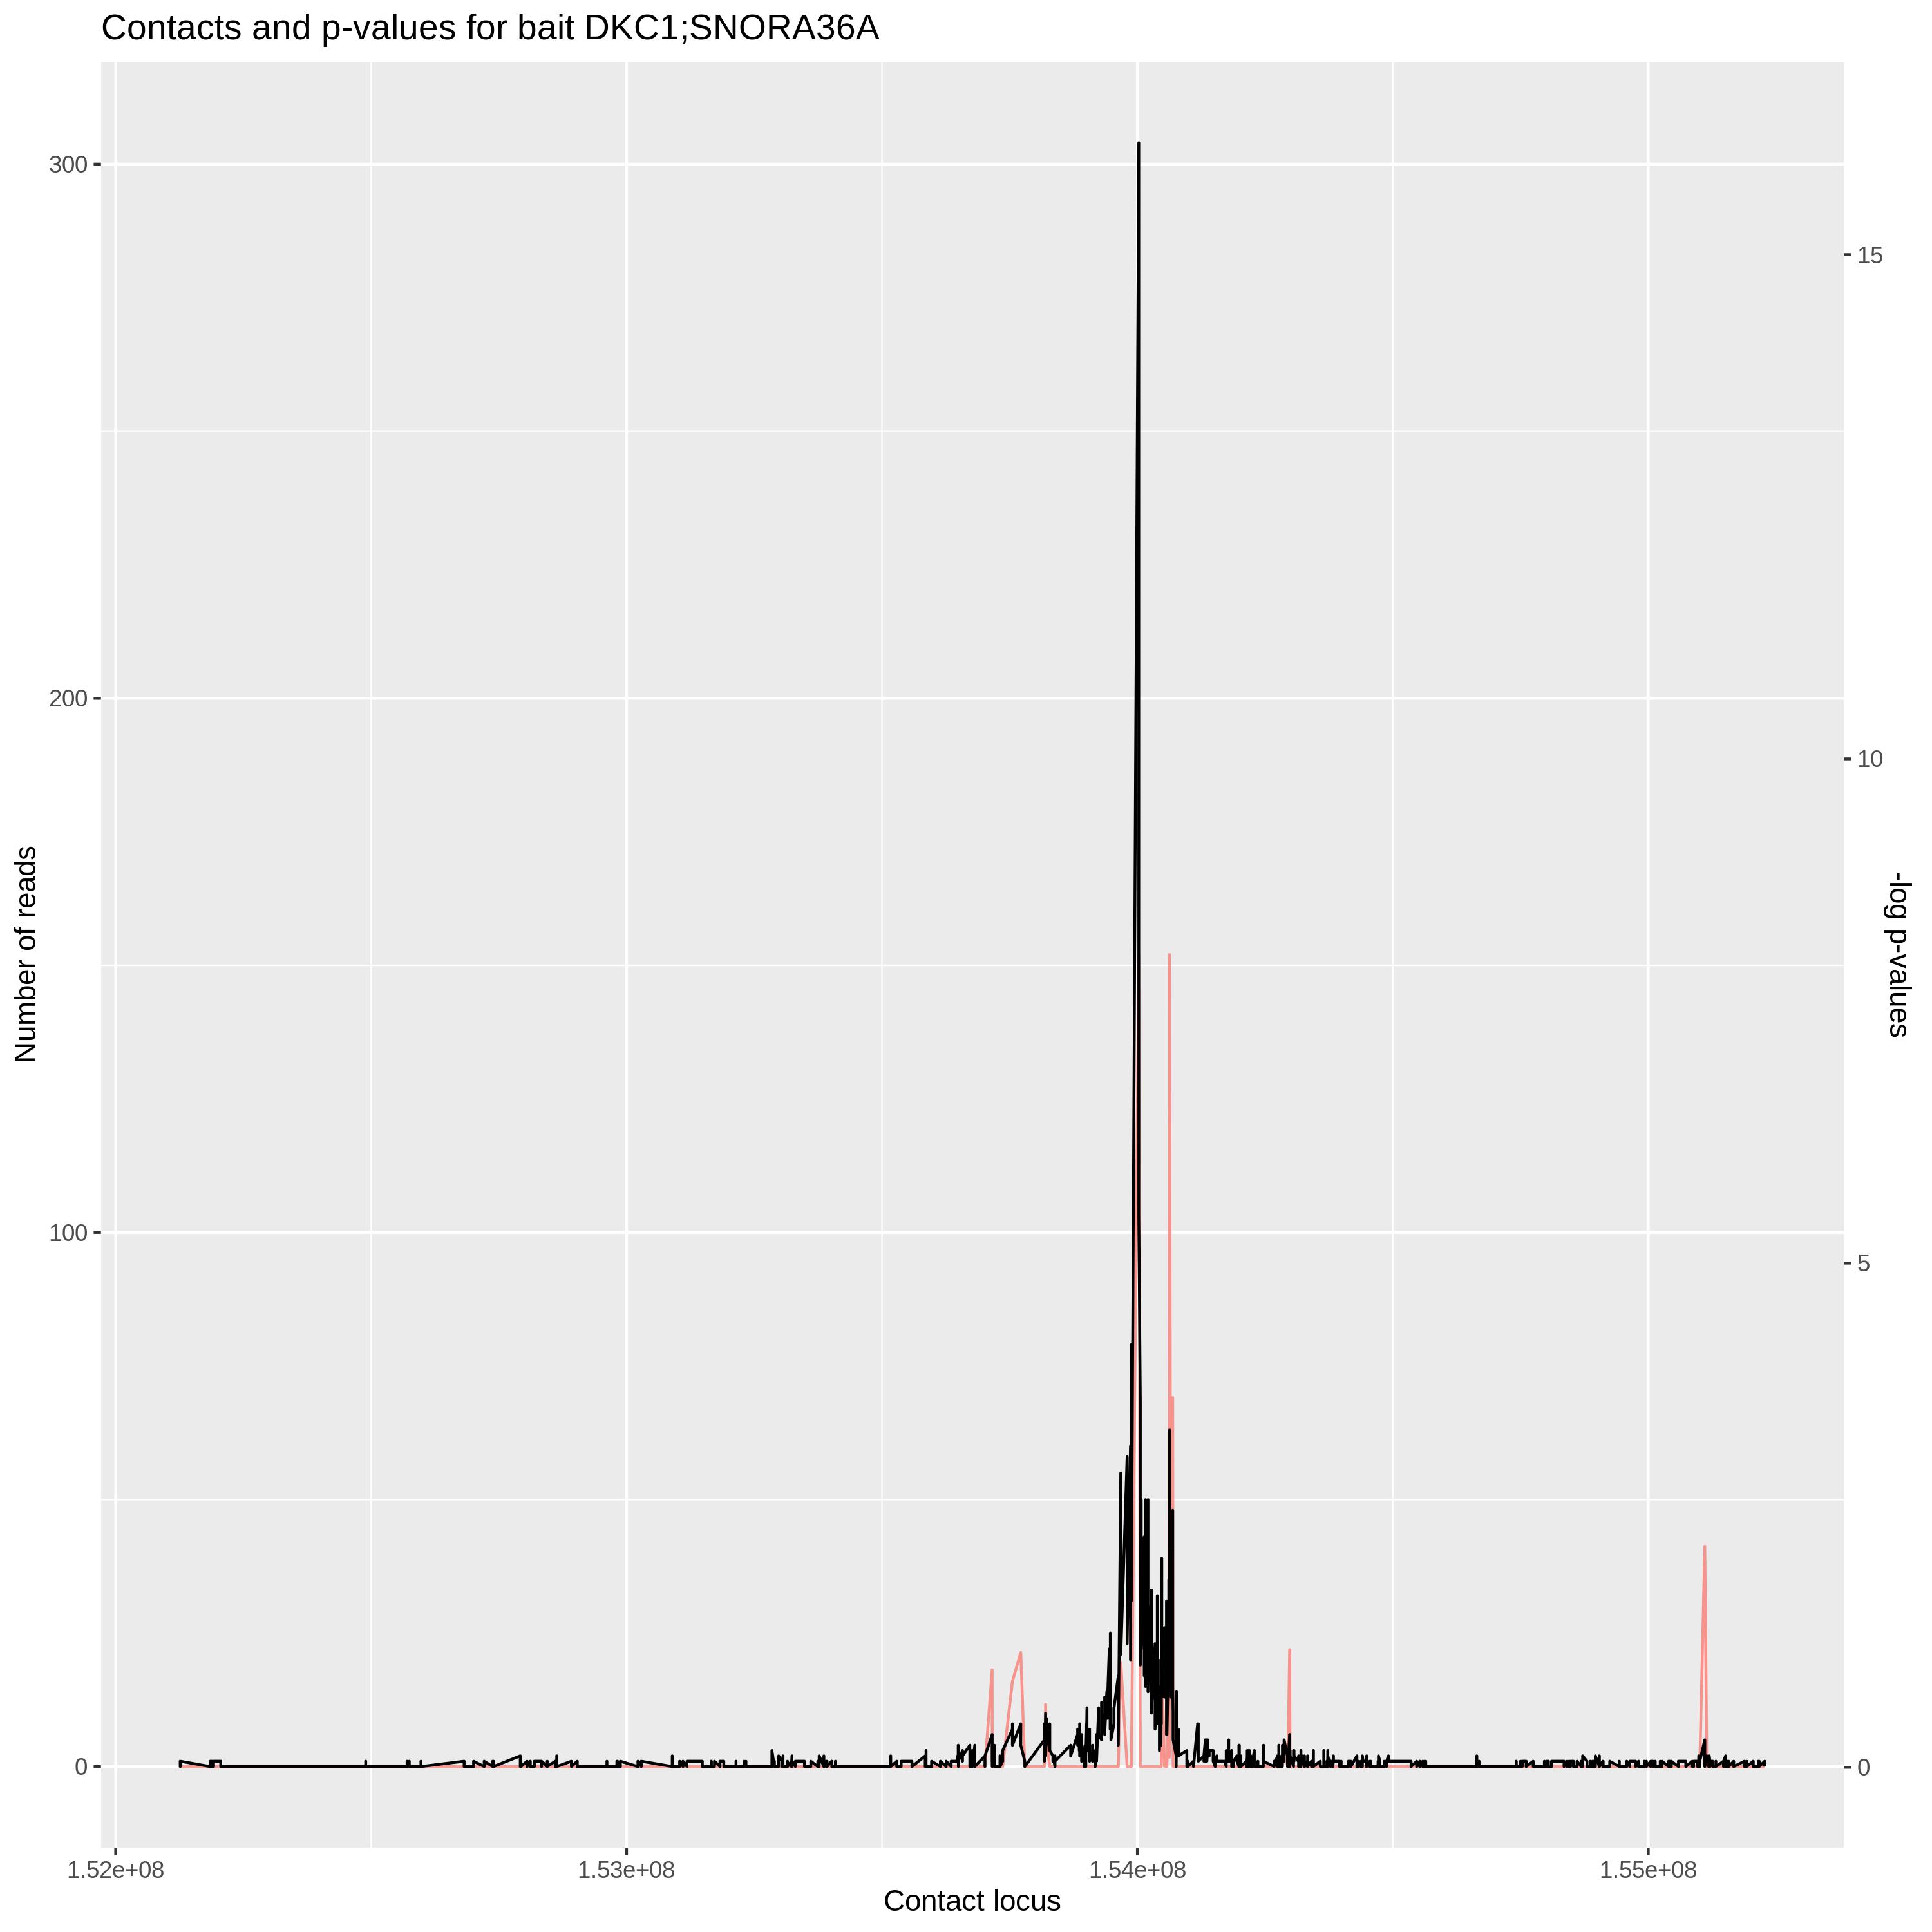 Contacts and p-values for bait DKC1;SNORA36A
300
200
100
0
Number of reads
15
10
5
0
-log p-values
1.52e+08
1.53e+08
1.54e+08
1.55e+08
Contact locus